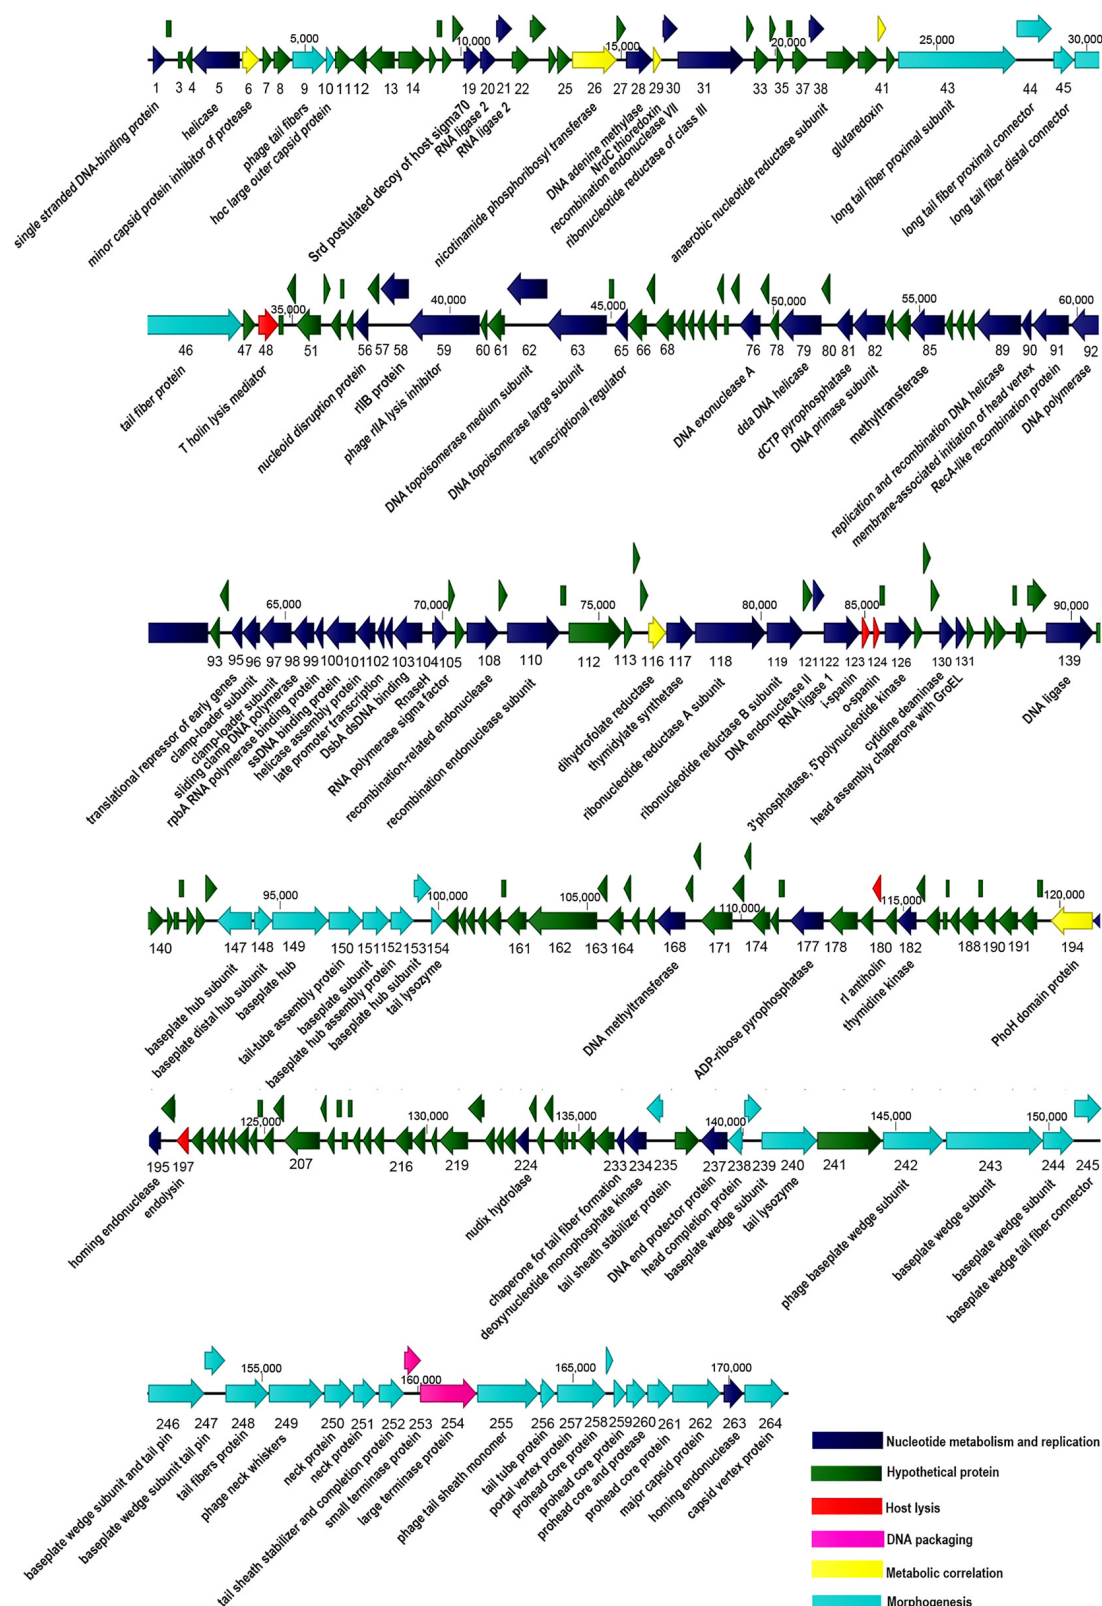 5,000 10,000 15,000 20,000 25,000 30,000
1 3 4 5 6 7 8 9 10 11 12 13 14 19 20 21 22 25 26 27 28 29 30 31 33 35 37 38 41 43 44 45
single stranded DNA-binding protein
helicase
minor capsid protein inhibitor of protease
phage tail fibers
hoc large outer capsid protein
Srd postulated decoy of host sigma70
RNA ligase 2
RNA ligase 2
nicotinamide phosphoribosyl transferase
DNA adenine methylase
NrdC thioredoxin
recombination endonuclease VII
ribonucleotide reductase of class III
anaerobic nucleotide reductase subunit
glutaredoxin
long tail fiber proximal subunit
long tail fiber proximal connector
long tail fiber distal connector
35,000 40,000 45,000 50,000 55,000 60,000
46 47 48 51 56 57 58 59 60 61 62 63 65 66 68 76 78 79 80 81 82 85 89 90 91 92
tail fiber protein
T holin lysis mediator
nucleoid disruption protein
rIIB protein
phage rIIA lysis inhibitor
DNA topoisomerase medium subunit
DNA topoisomerase large subunit
transcriptional regulator
DNA exonuclease A
dda DNA helicase
dCTP pyrophosphatase
DNA primase subunit
methyltransferase
replication and recombination DNA helicase
membrane-associated initiation of head vertex
RecA-like recombination protein
DNA polymerase
65,000 70,000 75,000 80,000 85,000 90,000
93 95 96 97 98 99 100 101 102 103 104 105 108 110 112 113 116 117 118 119 121 122 123 124 126 130 131 139
translational repressor of early genes
clamp-loader subunit
clamp-loader subunit
sliding clamp DNA polymerase
rpbA RNA polymerase binding protein
ssDNA binding protein
helicase assembly protein
late promoter transcription
DsbA dsDNA binding
RnaseH
RNA polymerase sigma factor
recombination-related endonuclease
recombination endonuclease subunit
dihydrofolate reductase
thymidylate synthetase
ribonucleotide reductase A subunit
ribonucleotide reductase B subunit
DNA endonuclease II
RNA ligase 1
i-spanin
o-spanin
3'phosphatase, 5'polynucleotide kinase
cytidine deaminase
head assembly chaperone with GroEL
DNA ligase
95,000 100,000 105,000 110,000 115,000 120,000
140 147 148 149 150 151 152 153 154 161 162 163 164 168 171 174 177 178 180 182 188 190 191 194
baseplate hub subunit
baseplate distal hub subunit
baseplate hub
tail-tube assembly protein
baseplate subunit
baseplate hub assembly protein
baseplate hub subunit
tail lysozyme
DNA methyltransferase
ADP-ribose pyrophosphatase
rI antiholin
thymidine kinase
PhoH domain protein
125,000 130,000 135,000 140,000 145,000 150,000
195 197 207 216 219 224 233 234 235 237 238 239 240 241 242 243 244 245
homing endonuclease
endolysin
nudix hydrolase
chaperone for tail fiber formation
deoxynucleotide monophosphate kinase
tail sheath stabilizer protein
DNA end protector protein
head completion protein
baseplate wedge subunit
tail lysozyme
phage baseplate wedge subunit
baseplate wedge subunit
baseplate wedge subunit
baseplate wedge tail fiber connector
155,000 160,000 165,000 170,000
246 247 248 249 250 251 252 253 254 255 256 257 258 259 260 261 262 263 264
baseplate wedge subunit and tail pin
baseplate wedge subunit tail pin
tail fibers protein
phage neck whiskers
neck protein
neck protein
tail sheath stabilizer and completion protein
small terminase protein
large terminase protein
phage tail sheath monomer
tail tube protein
portal vertex protein
prohead core protein
prohead core protein
prohead core and protease
prohead core protein
major capsid protein
homing endonuclease
capsid vertex protein
Nucleotide metabolism and replication
Hypothetical protein
Host lysis
DNA packaging
Metabolic correlation
Morphogenesis